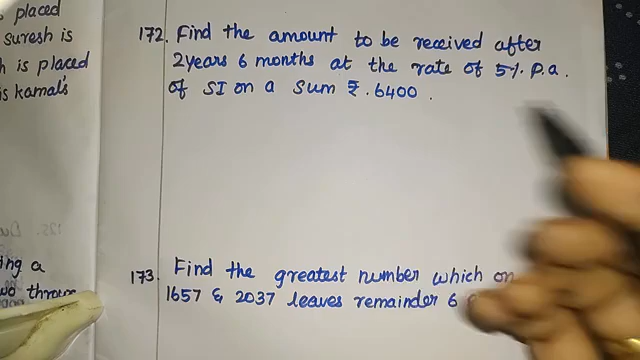 placed
suresh is
is placed
is Kamal's
172. Find the amount to be received after
2 years 6 months at the rate of 5%. P.a.
of SI on a sum ₹.6400.
ing a
173. Find the greatest number which on
1657 & 2037 leaves remainder 6